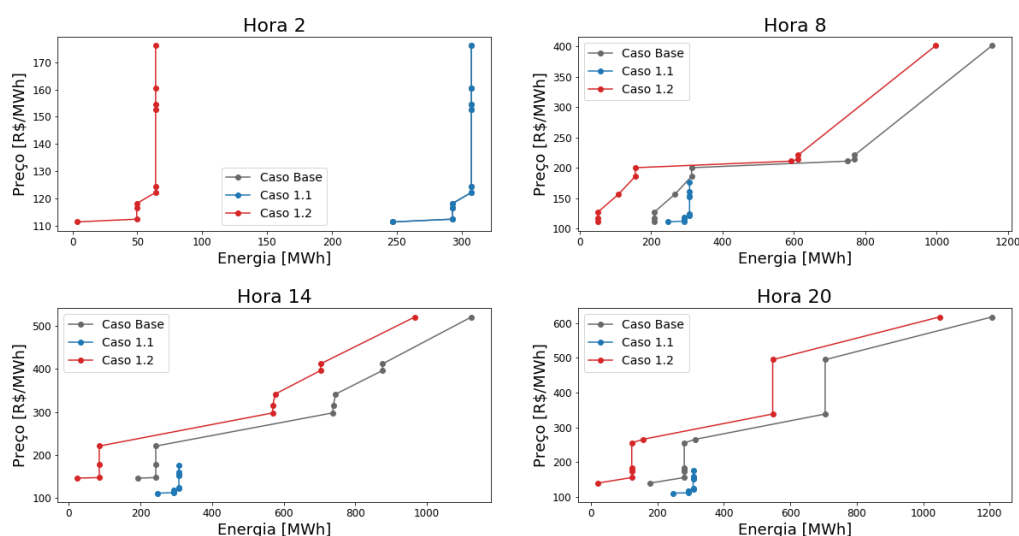 Hora 2
Preço [R$/MWh]
170
160
150
140
130
120
110
Caso Base
Caso 1.1
Caso 1.2
0 50 100 150 200 250 300
Energia [MWh]
Hora 8
Preço [R$/MWh]
400
350
300
250
200
150
100
Caso Base
Caso 1.1
Caso 1.2
0 200 400 600 800 1000 1200
Energia [MWh]
Hora 14
Preço [R$/MWh]
500
400
300
200
100
Caso Base
Caso 1.1
Caso 1.2
0 200 400 600 800 1000
Energia [MWh]
Hora 20
Preço [R$/MWh]
600
500
400
300
200
100
Caso Base
Caso 1.1
Caso 1.2
0 200 400 600 800 1000 1200
Energia [MWh]